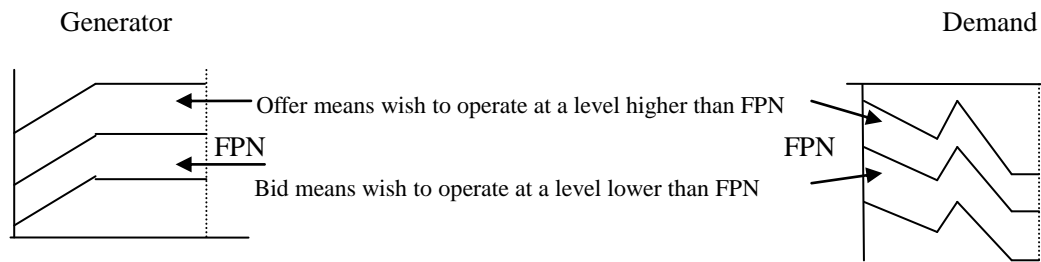 Generator
Demand
Offer means wish to operate at a level higher than FPN
FPN
FPN
Bid means wish to operate at a level lower than FPN